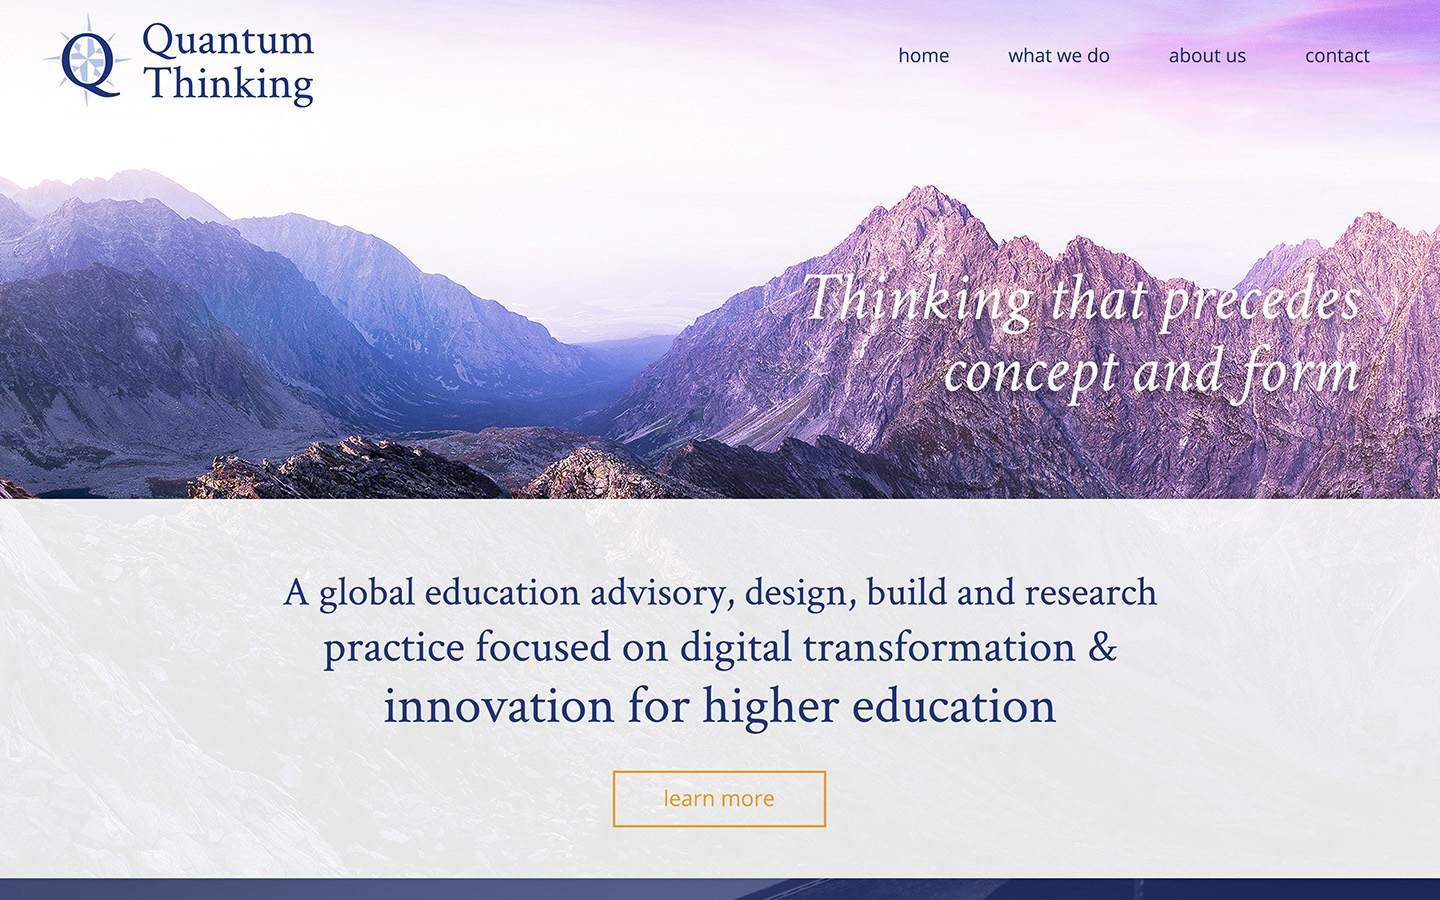 Quantum
Thinking
home what we do about us contact
Thinking that precedes
concept and form
A global education advisory, design, build and research
practice focused on digital transformation &
innovation for higher education
learn more